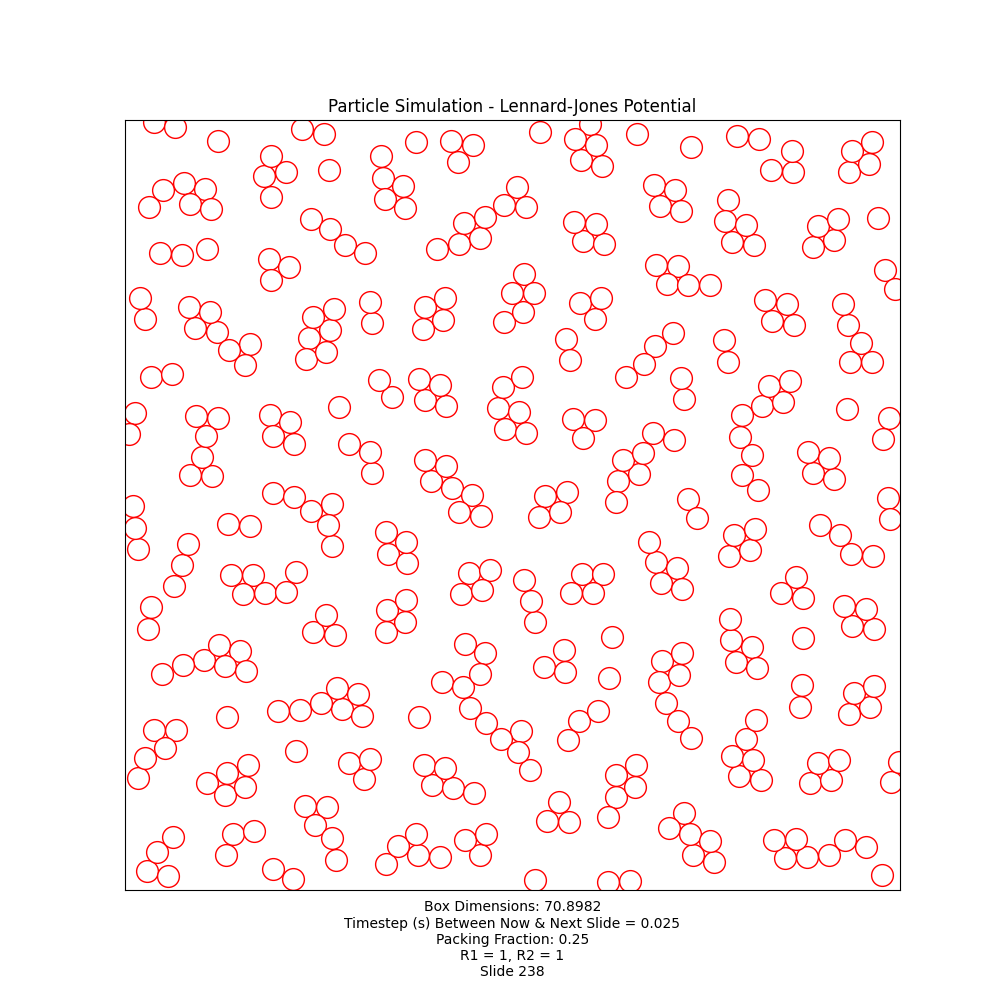 Particle Simulation - Lennard-Jones Potential
Box Dimensions: 70.8982
Timestep (s) Between Now & Next Slide = 0.025
Packing Fraction: 0.25
R1 = 1, R2 = 1
Slide 238